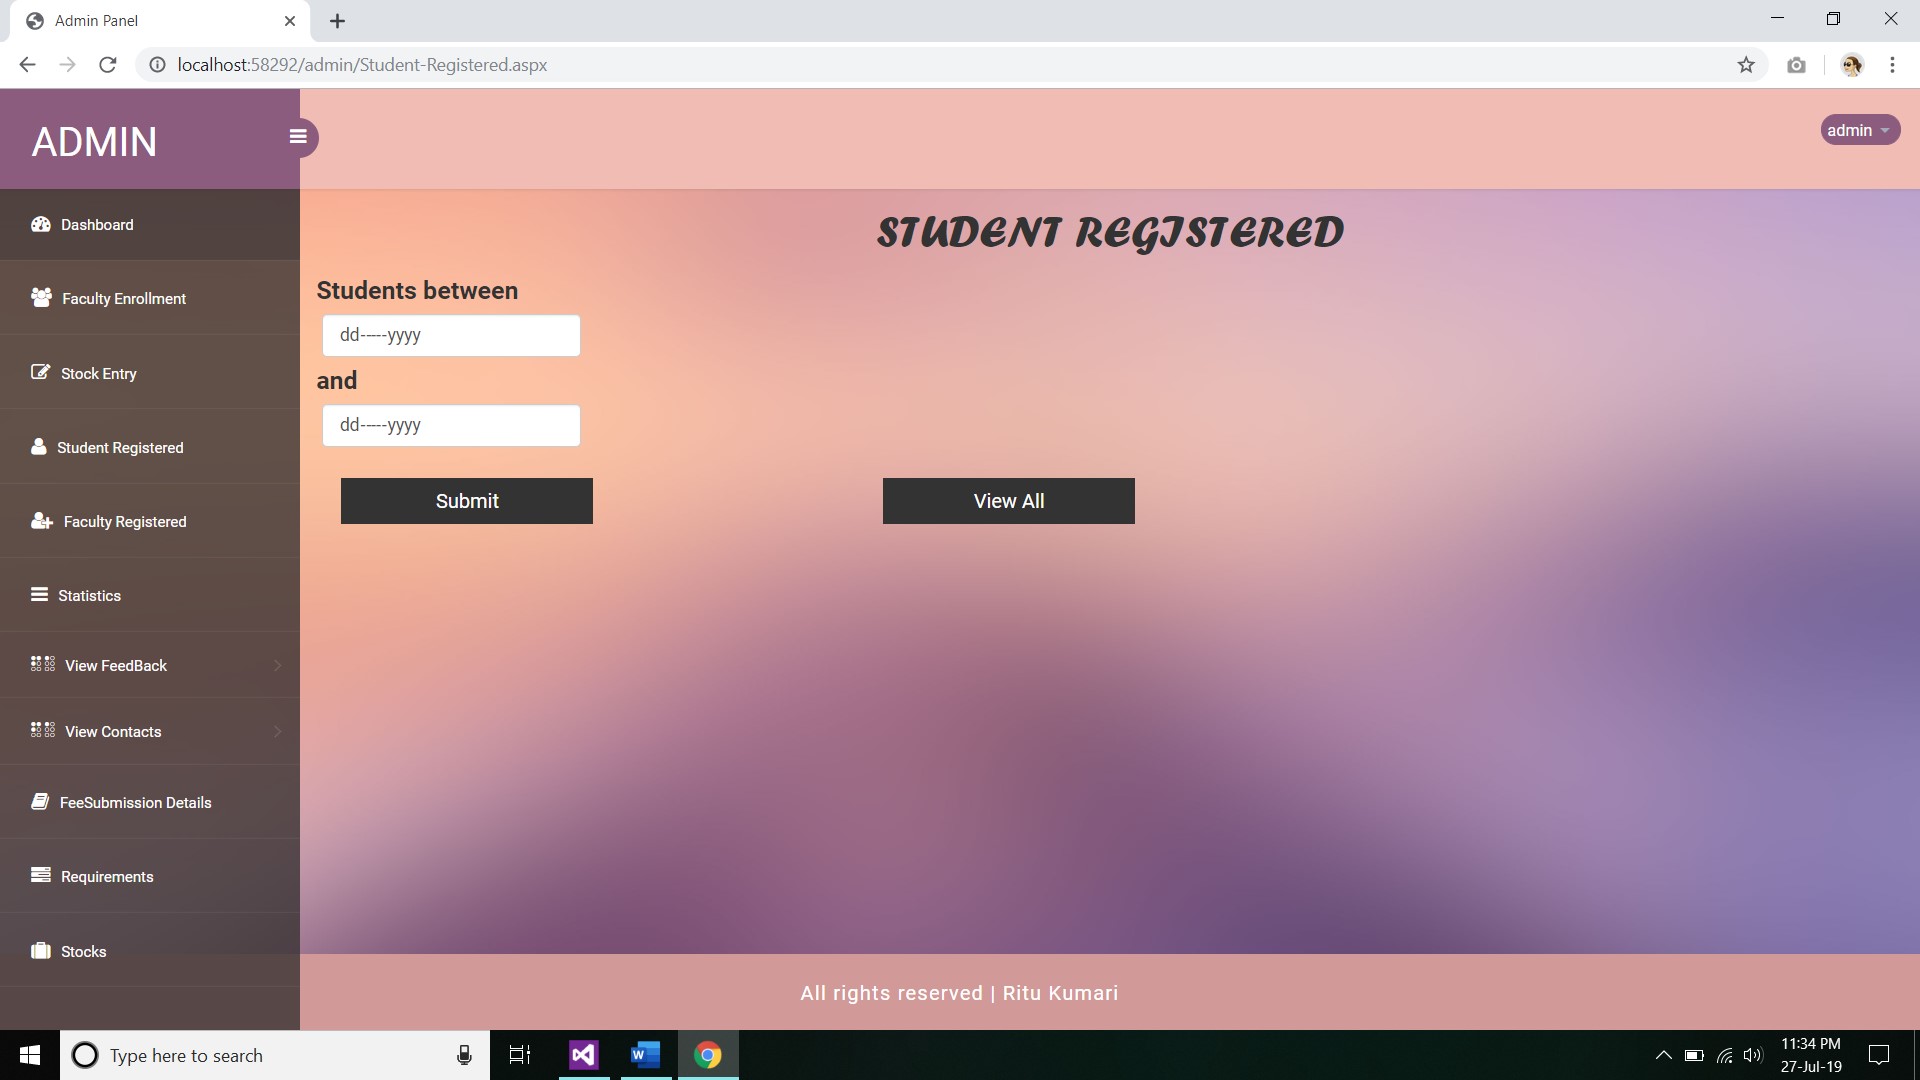 Admin Panel
localhost:58292/admin/Student-Registered.aspx
ADMIN
admin
Dashboard
Faculty Enrollment
Stock Entry
Student Registered
Faculty Registered
Statistics
View FeedBack
View Contacts
FeeSubmission Details
Requirements
Stocks
STUDENT REGISTERED
Students between
dd-----yyyy
and
dd-----yyyy
Submit
View All
All rights reserved | Ritu Kumari
Type here to search
11:34 PM
27-Jul-19